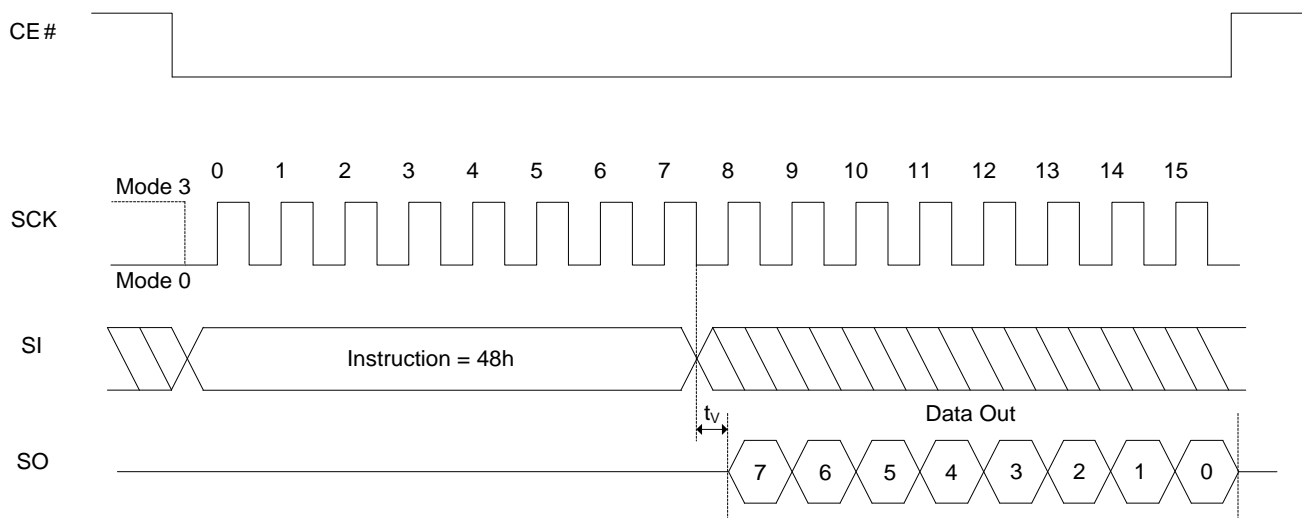 CE#
0 1 2 3 4 5 6 7 8 9 10 11 12 13 14 15
Mode 3
SCK
Mode 0
SI
Instruction = 48h
tV
Data Out
SO
7 6 5 4 3 2 1 0